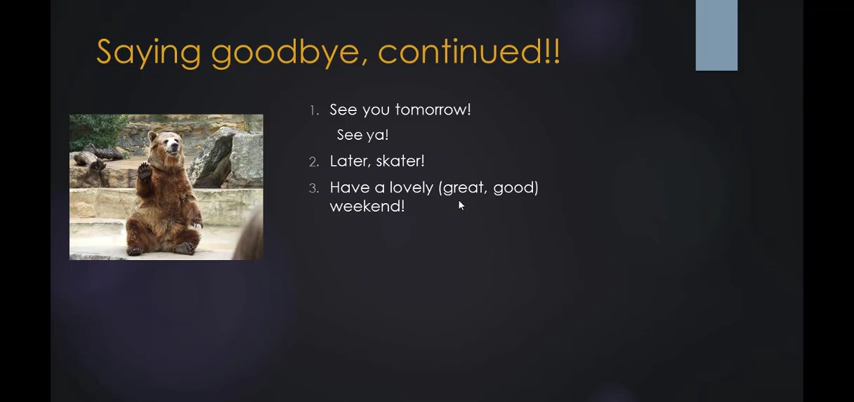 Saying goodbye, continued!!
1. See you tomorrow!
See ya!
2. Later, skater!
3. Have a lovely (great, good)
weekend!